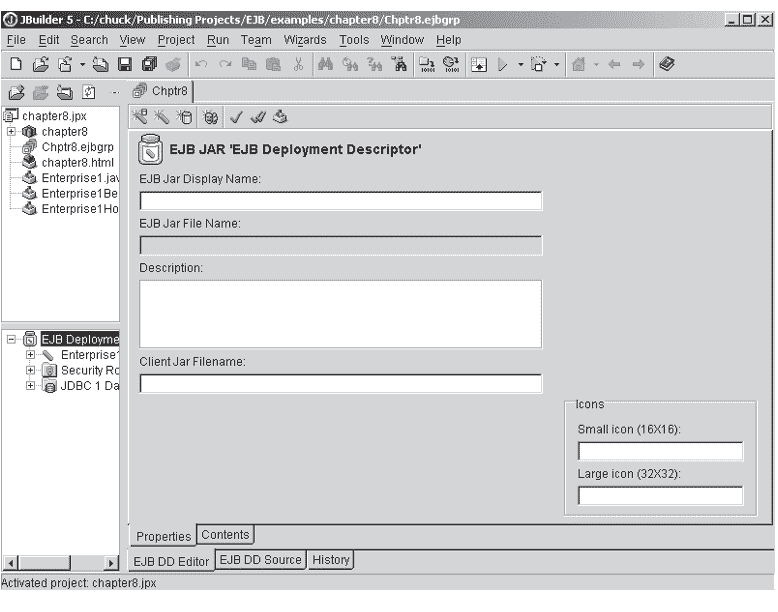 JBuilder 5 - C:/chuck/Publishing Projects/EJB/examples/chapter8/Chptr8.ejbgrp
File Edit Search View Project Run Team Wizards Tools Window Help
Chptr8
chapter8.jpx
chapter8
Chptr8.ejbgrp
chapter8.html
Enterprise1.jav
Enterprise1Be
Enterprise1Ho
EJB JAR 'EJB Deployment Descriptor'
EJB Jar Display Name:
EJB Jar File Name:
Description:
Client Jar Filename:
Icons
Small icon (16X16):
Large icon (32X32):
EJB Deployme
Enterprise1
Security Ro
JDBC 1 Da
Properties Contents
EJB DD Editor EJB DD Source History
Activated project: chapter8.jpx